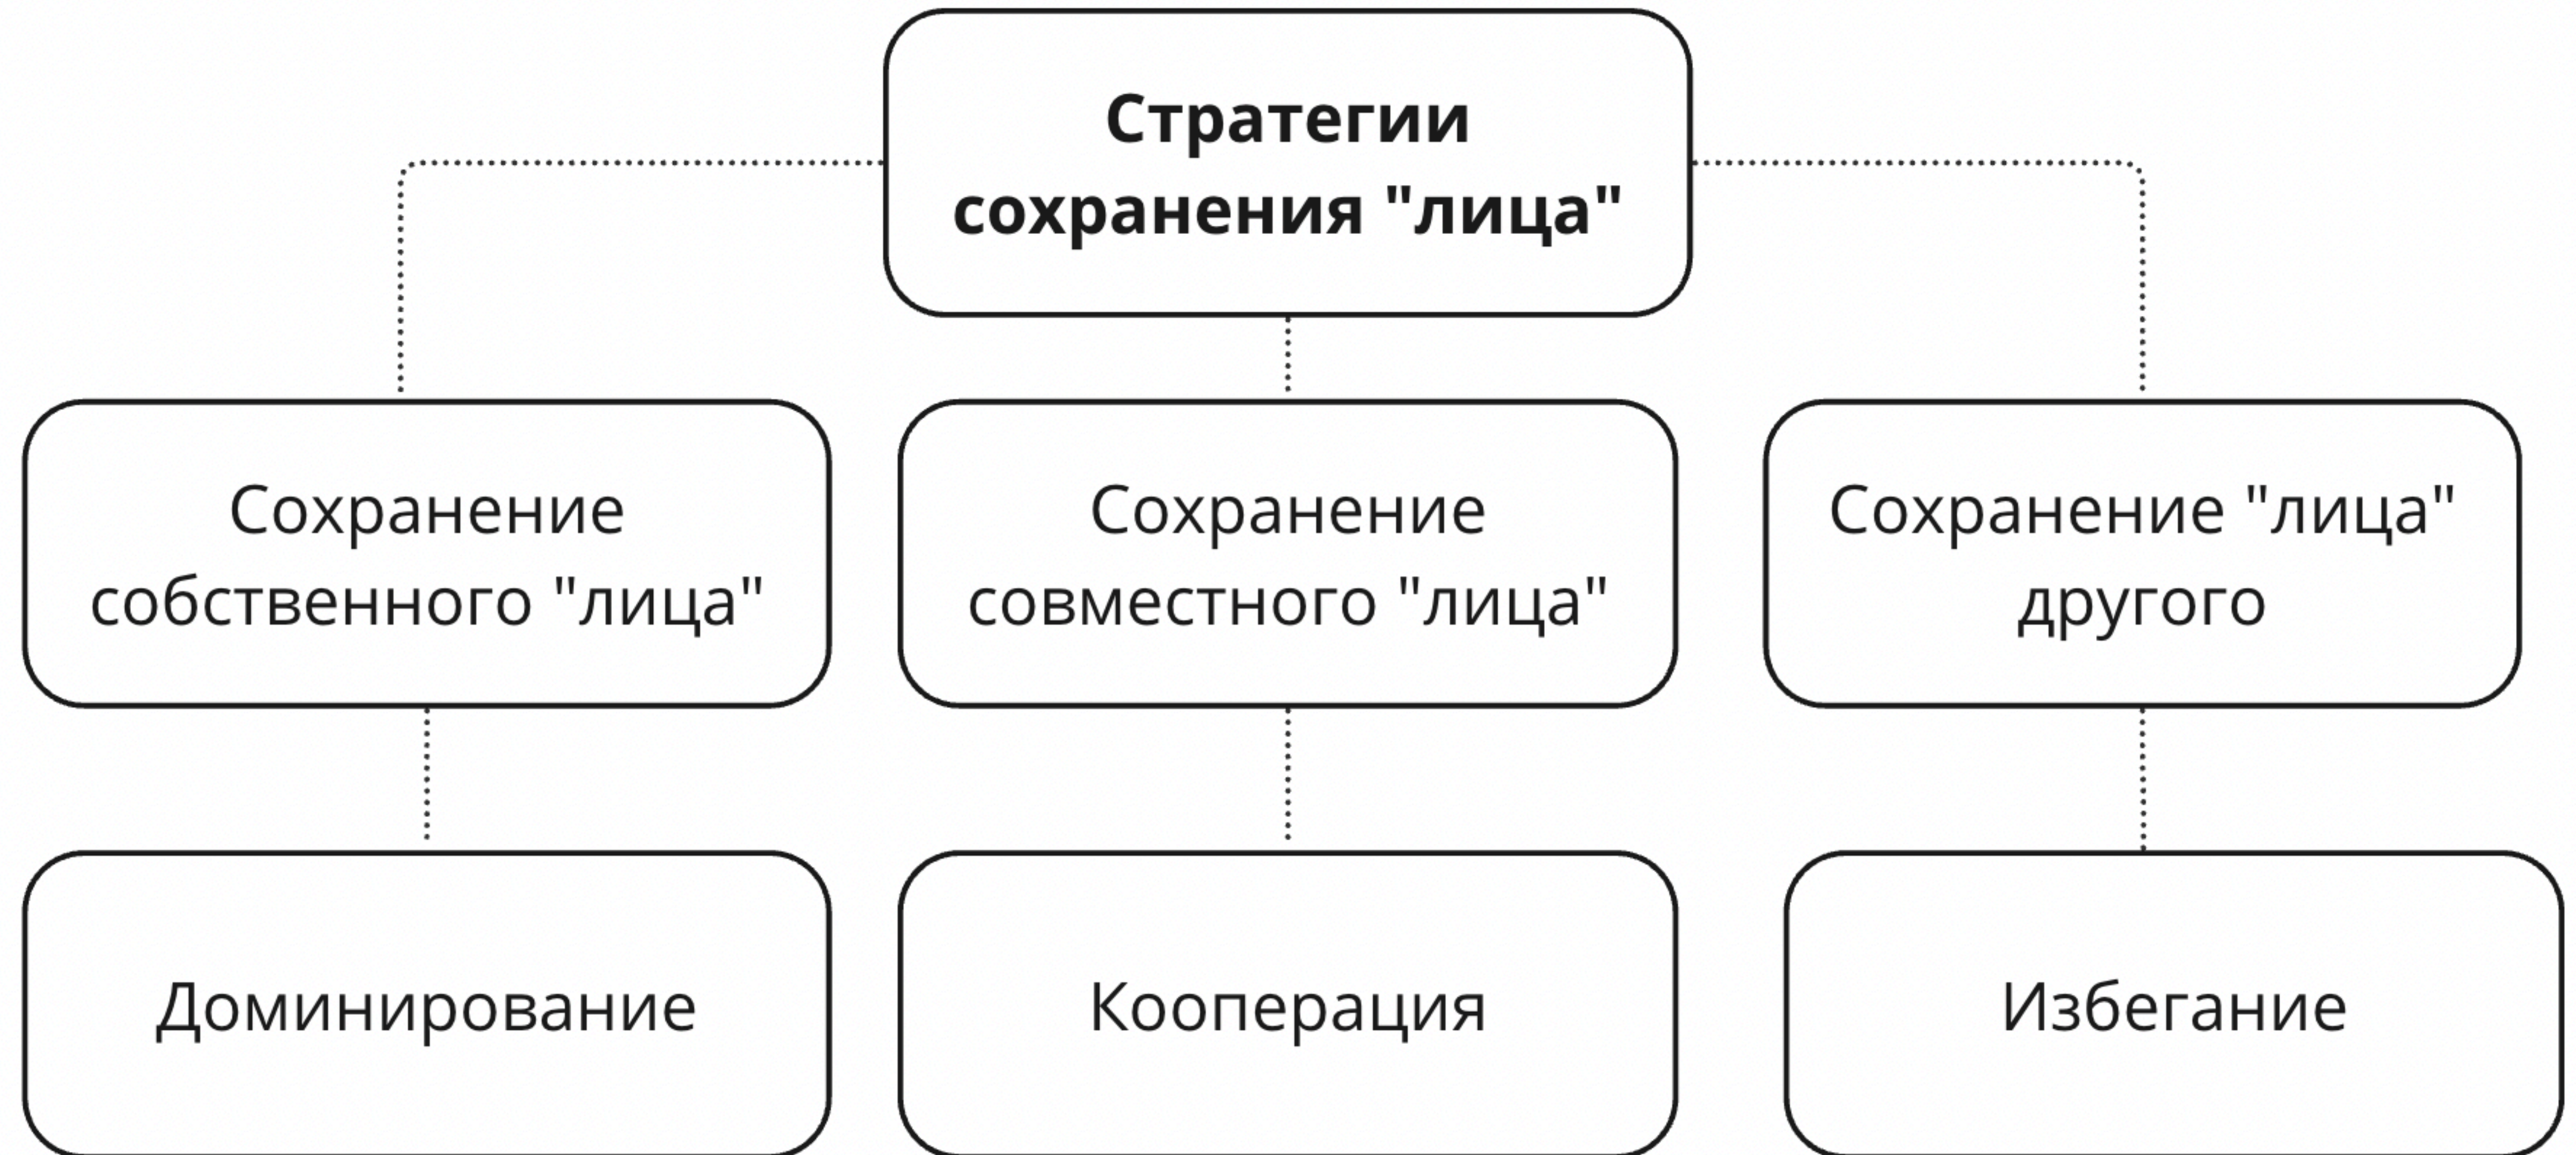 Стратегии
сохранения "лица"
Сохранение
собственного "лица"
Сохранение
совместного "лица"
Сохранение "лица"
другого
Доминирование
Кооперация
Избегание